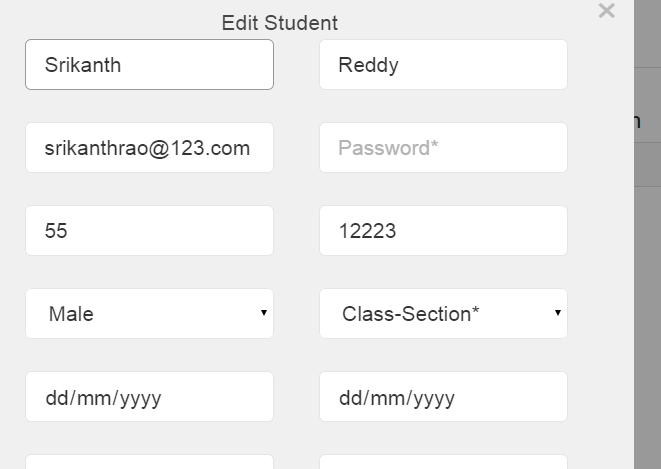 Edit Student ×
Srikanth Reddy
srikanthrao@123.com Password*
55 12223
Male Class-Section*
dd/mm/yyyy dd/mm/yyyy